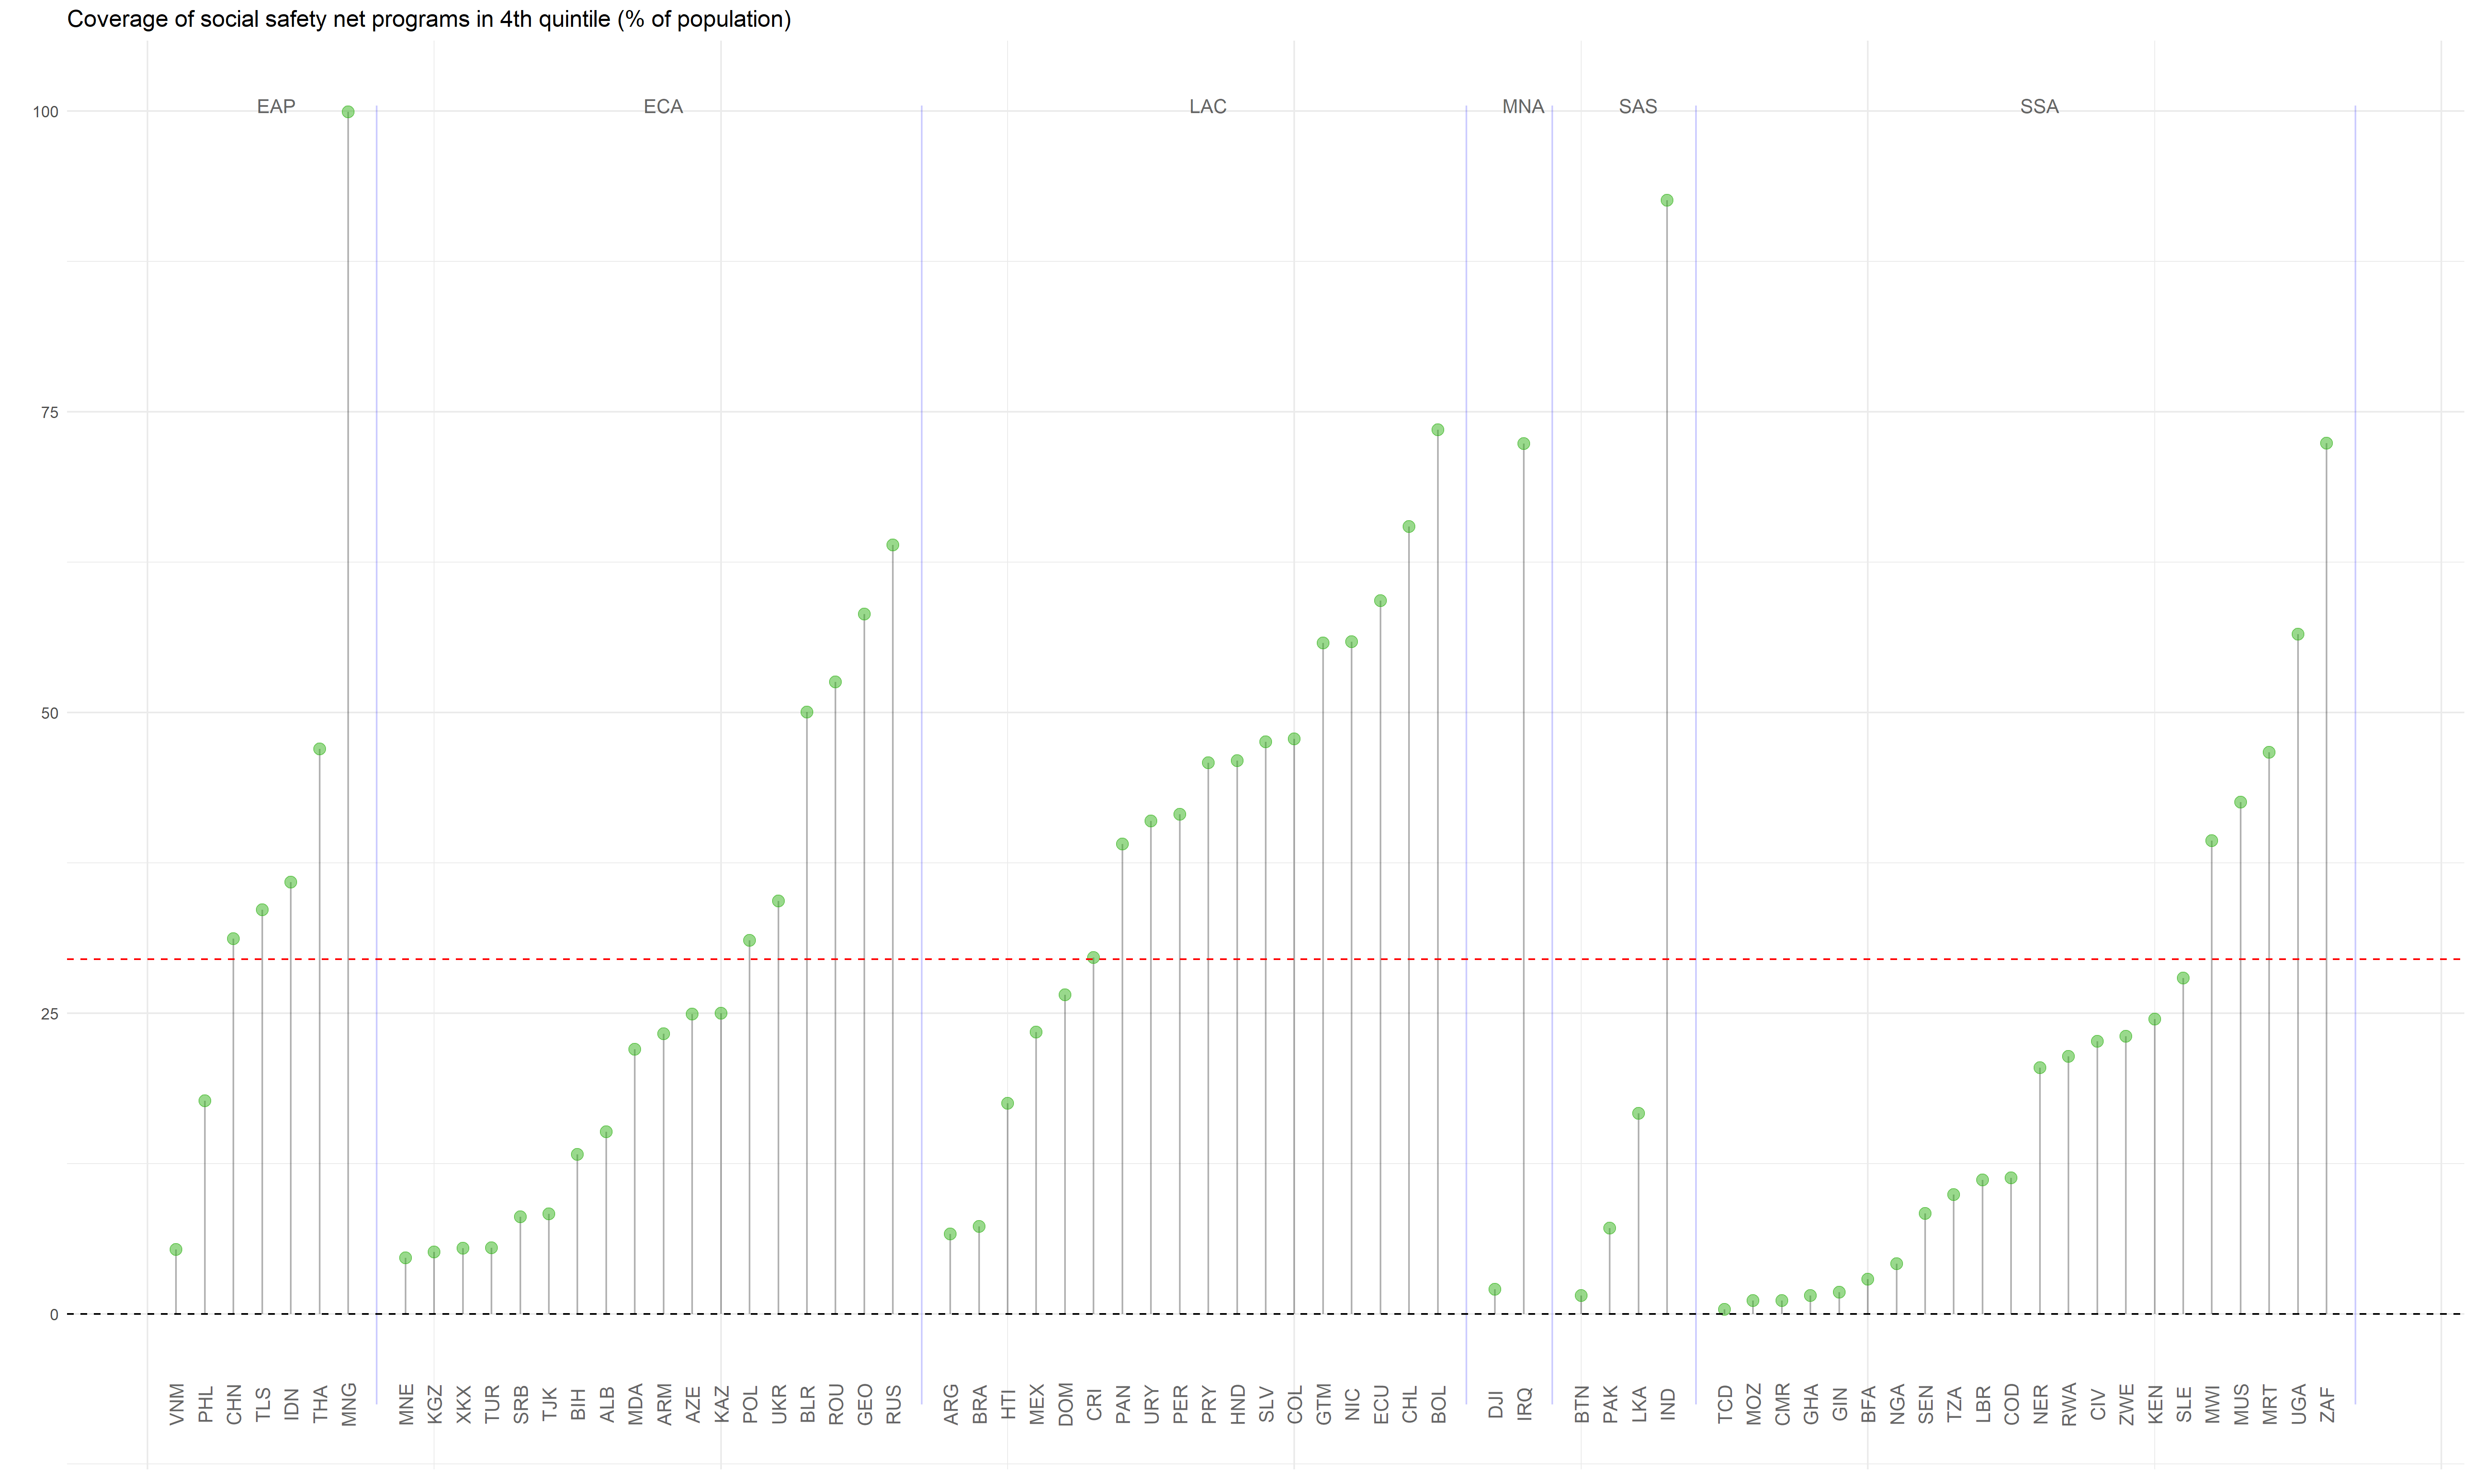 Coverage of social safety net programs in 4th quintile (% of population)
EAP ECA LAC MNA SAS SSA
100
75
50
25
0
VNM PHL CHN TLS IDN THA MNG MNE KGZ XKX TUR SRB TJK BIH ALB MDA ARM AZE KAZ POL UKR BLR ROU GEO RUS ARG BRA HTI MEX DOM CRI PAN URY PER PRY HND SLV COL GTM NIC ECU CHL BOL DJI IRQ BTN PAK LKA IND TCD MOZ CMR GHA GIN BFA NGA SEN TZA LBR COD NER RWA CIV ZWE KEN SLE MWI MUS MRT UGA ZAF